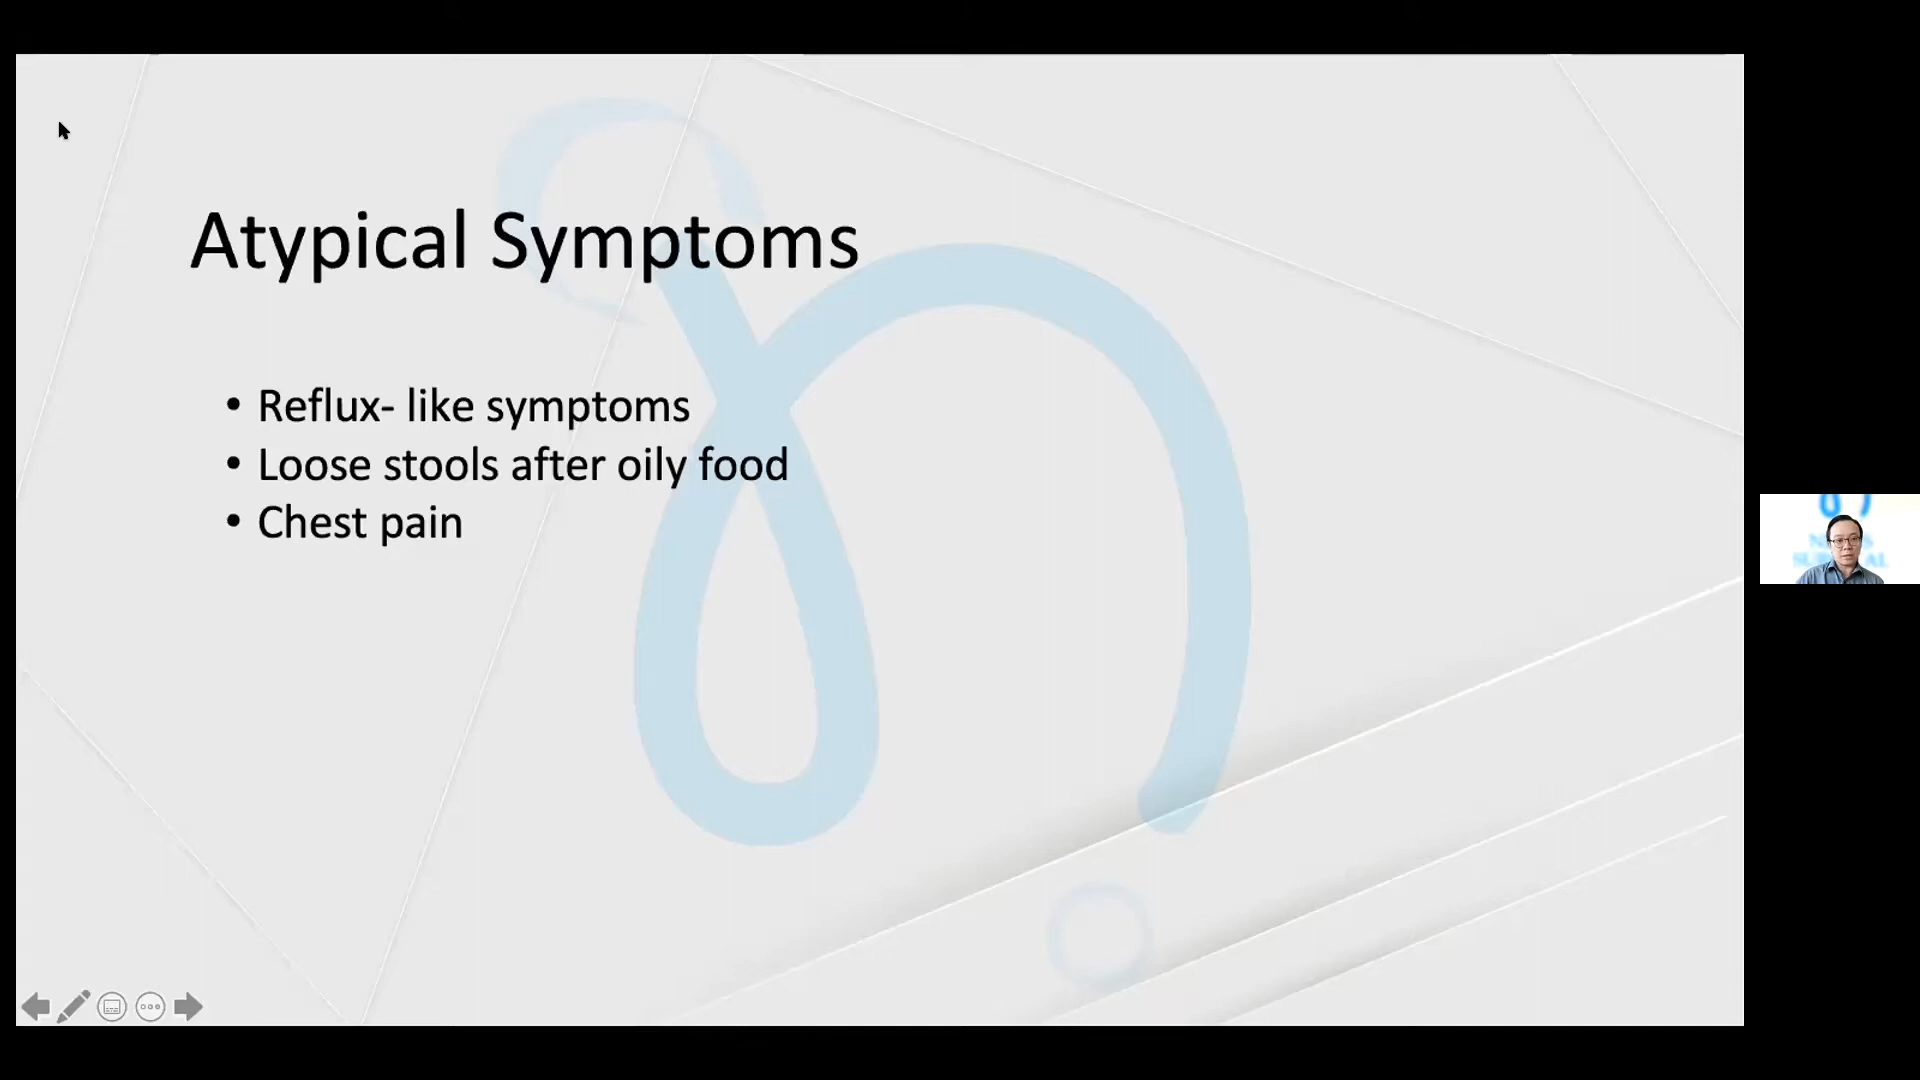 Atypical Symptoms
• Reflux- like symptoms
• Loose stools after oily food
• Chest pain